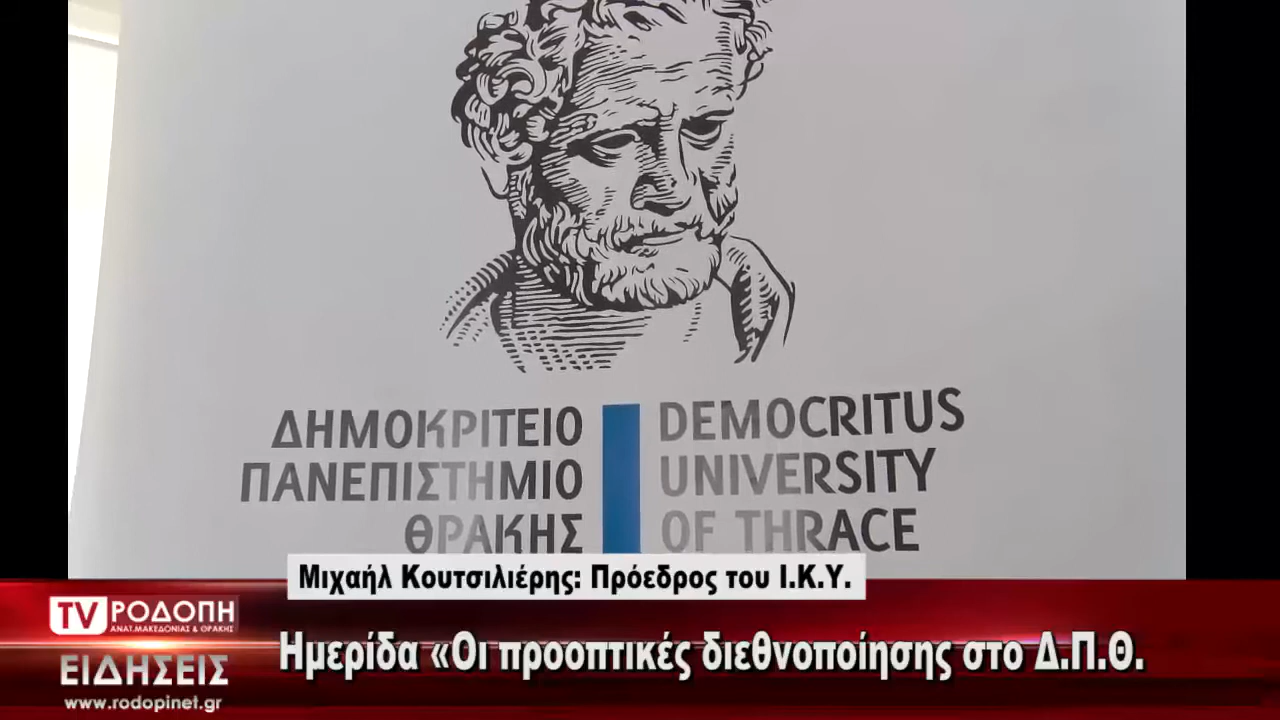 ΔΗΜΟΚΡΙΤΕΙΟ
ΠΑΝΕΠΙΣΤΗΜΙΟ
ΘΡΑΚΗΣ
DEMOCRITUS
UNIVERSITY
OF THRACE
Μιχαήλ Κουτσιλιέρης: Πρόεδρος του Ι.Κ.Υ.
TV ΡΟΔΟΠΗ
ΑΝΑΤ.ΜΑΚΕΔΟΝΙΑΣ & ΘΡΑΚΗΣ
ΕΙΔΗΣΕΙΣ
www.rodopinet.gr
Ημερίδα «Οι προοπτικές διεθνοποίησης στο Δ.Π.Θ.